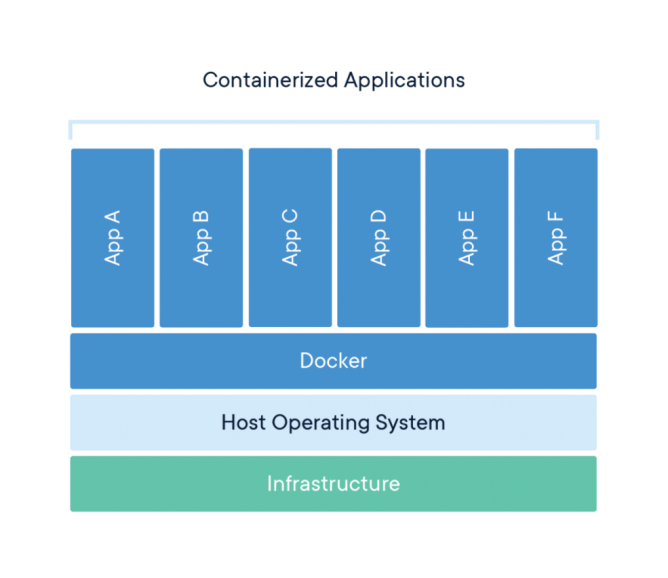 Containerized Applications
App A
App B
App C
App D
App E
App F
Docker
Host Operating System
Infrastructure